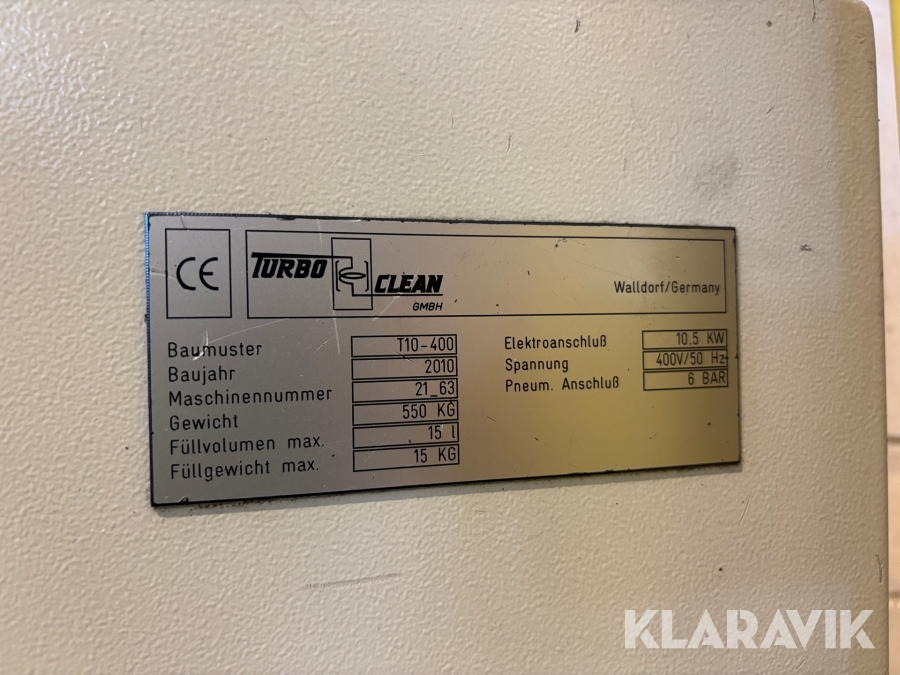 CE
TURBO CLEAN
GMBH
Walldorf/Germany
Baumuster T10-400
Baujahr 2010
Maschinennummer 21_63
Gewicht 550 KG
Füllvolumen max. 15 l
Füllgewicht max. 15 KG
Elektroanschluß 10.5 KW
Spannung 400V/50 Hz
Pneum. Anschluß 6 BAR
KLARAVIK